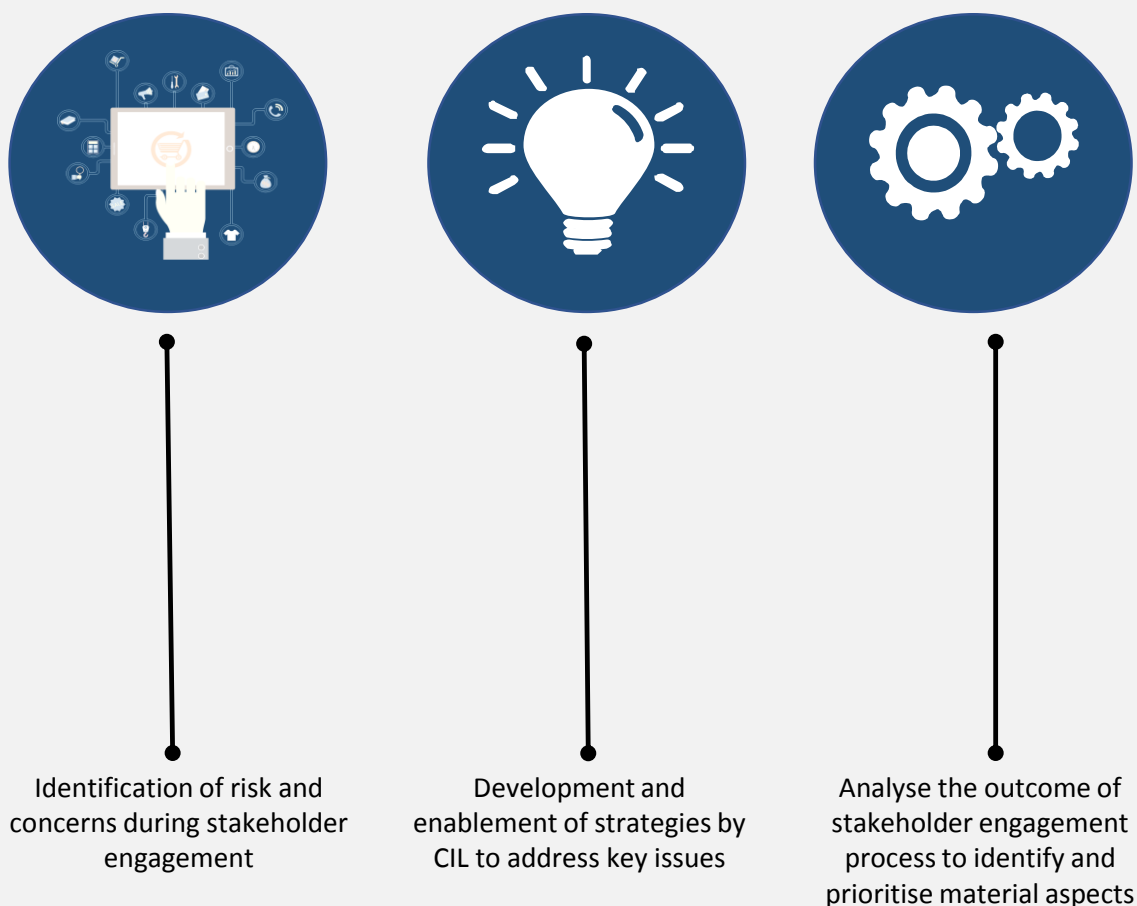 Identification of risk and
concerns during stakeholder
engagement
Development and
enablement of strategies by
CIL to address key issues
Analyse the outcome of
stakeholder engagement
process to identify and
prioritise material aspects